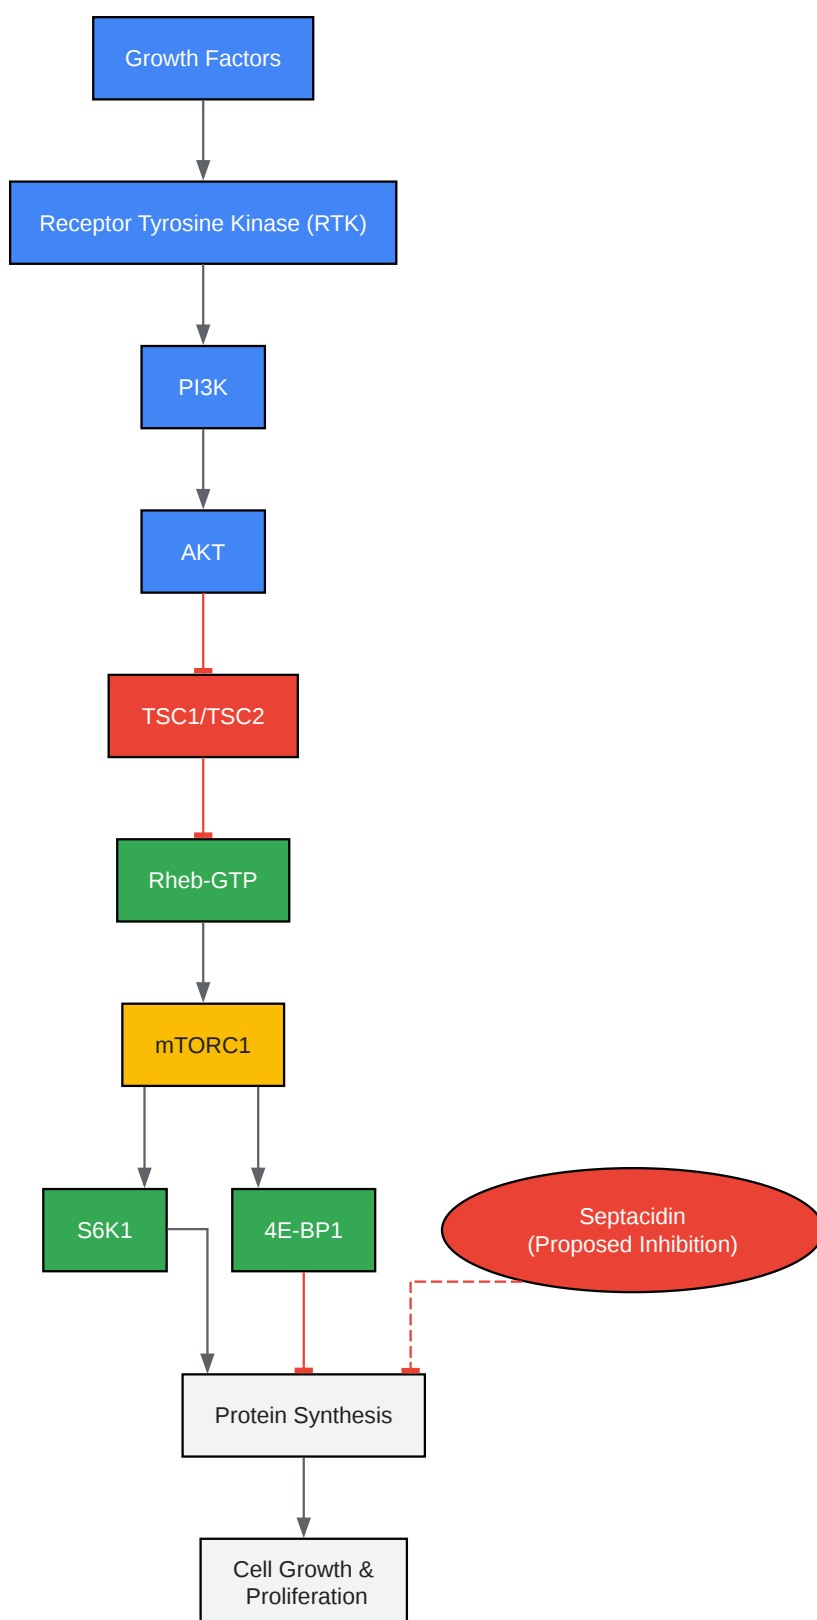 Growth Factors
Receptor Tyrosine Kinase (RTK)
PI3K
AKT
TSC1/TSC2
Rheb-GTP
mTORC1
S6K1
4E-BP1
Septacidin
(Proposed Inhibition)
Protein Synthesis
Cell Growth &
Proliferation